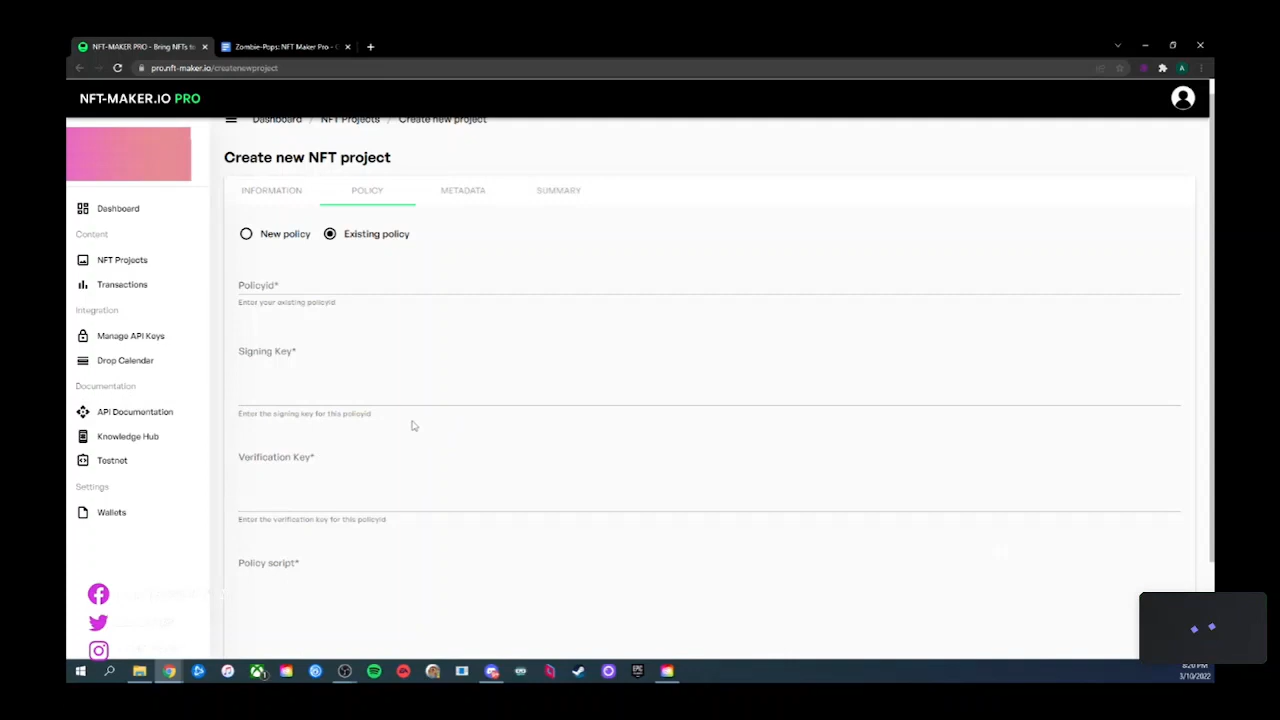 NFT-MAKER PRO - Bring NFTs to
Zombie-Pops: NFT Maker Pro -
pro.nft-maker.io/createnewproject
NFT-MAKER.IO PRO
Dashboard / NFT Projects / Create new project
Create new NFT project
INFORMATION POLICY METADATA SUMMARY
Dashboard
Content
NFT Projects
Transactions
Integration
Manage API Keys
Drop Calendar
Documentation
API Documentation
Knowledge Hub
Testnet
Settings
Wallets
New policy Existing policy
Policyid*
Enter your existing policyid
Signing Key*
Enter the signing key for this policyid
Verification Key*
Enter the verification key for this policyid
Policy script*
8:20 PM
3/10/2022